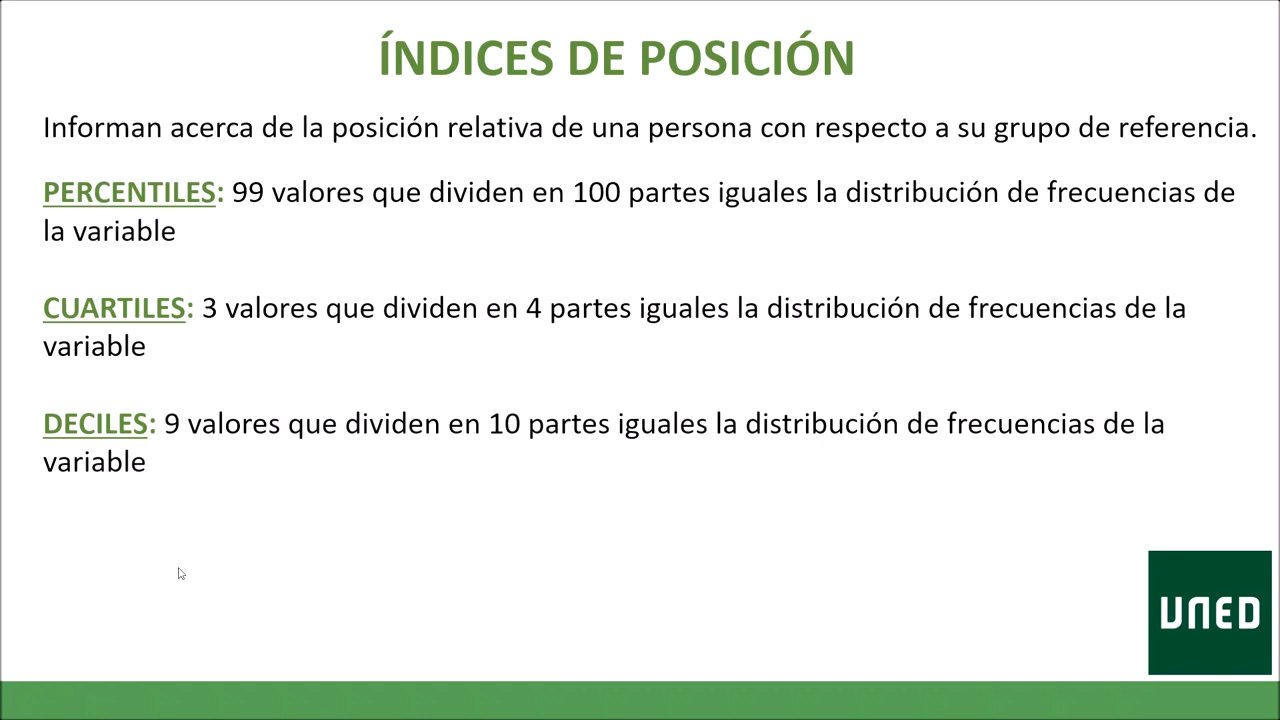 ÍNDICES DE POSICIÓN
Informan acerca de la posición relativa de una persona con respecto a su grupo de referencia.
PERCENTILES: 99 valores que dividen en 100 partes iguales la distribución de frecuencias de
la variable
CUARTILES: 3 valores que dividen en 4 partes iguales la distribución de frecuencias de la
variable
DECILES: 9 valores que dividen en 10 partes iguales la distribución de frecuencias de la
variable
UNED